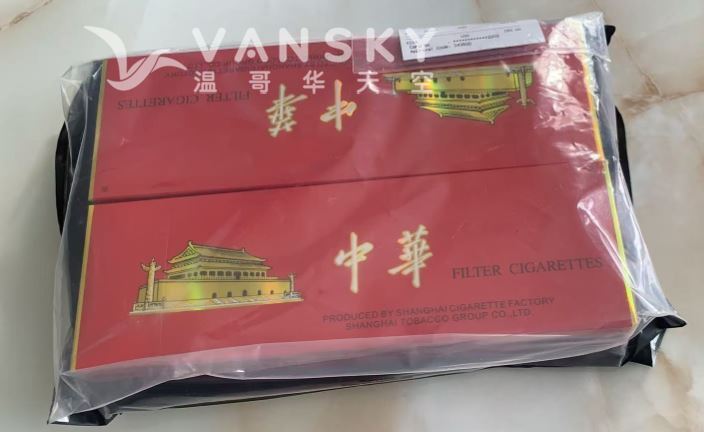 VANSKY
温哥华天空
FILTER CIGARETTES
中華
中華
FILTER CIGARETTES
PRODUCED BY SHANGHAI CIGARETTE FACTORY
SHANGHAI TOBACCO GROUP CO.,LTD.